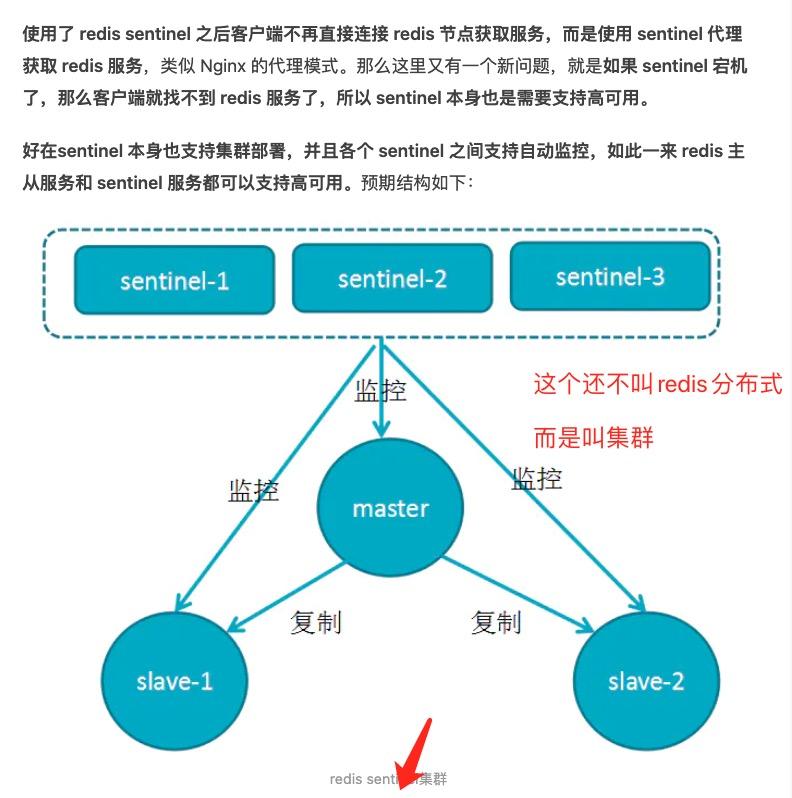 使用了 redis sentinel 之后客户端不再直接连接 redis 节点获取服务，而是使用 sentinel 代理
获取 redis 服务，类似 Nginx 的代理模式。那么这里又有一个新问题，就是如果 sentinel 宕机
了，那么客户端就找不到 redis 服务了，所以 sentinel 本身也是需要支持高可用。
好在sentinel 本身也支持集群部署，并且各个 sentinel 之间支持自动监控，如此一来 redis 主
从服务和 sentinel 服务都可以支持高可用。预期结构如下：
sentinel-1
sentinel-2
sentinel-3
监控
这个还不叫redis分布式
而是叫集群
监控
监控
master
复制
复制
slave-1
slave-2
redis 集群